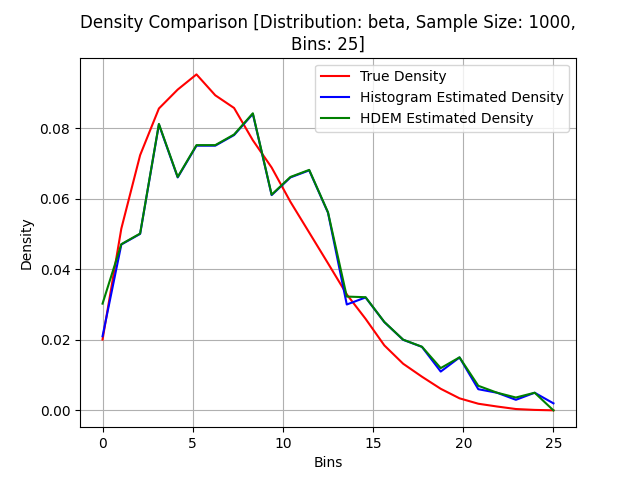 Density Comparison [Distribution: beta, Sample Size: 1000,
Bins: 25]
True Density
Histogram Estimated Density
HDEM Estimated Density
Density
0.08
0.06
0.04
0.02
0.00
0 5 10 15 20 25
Bins